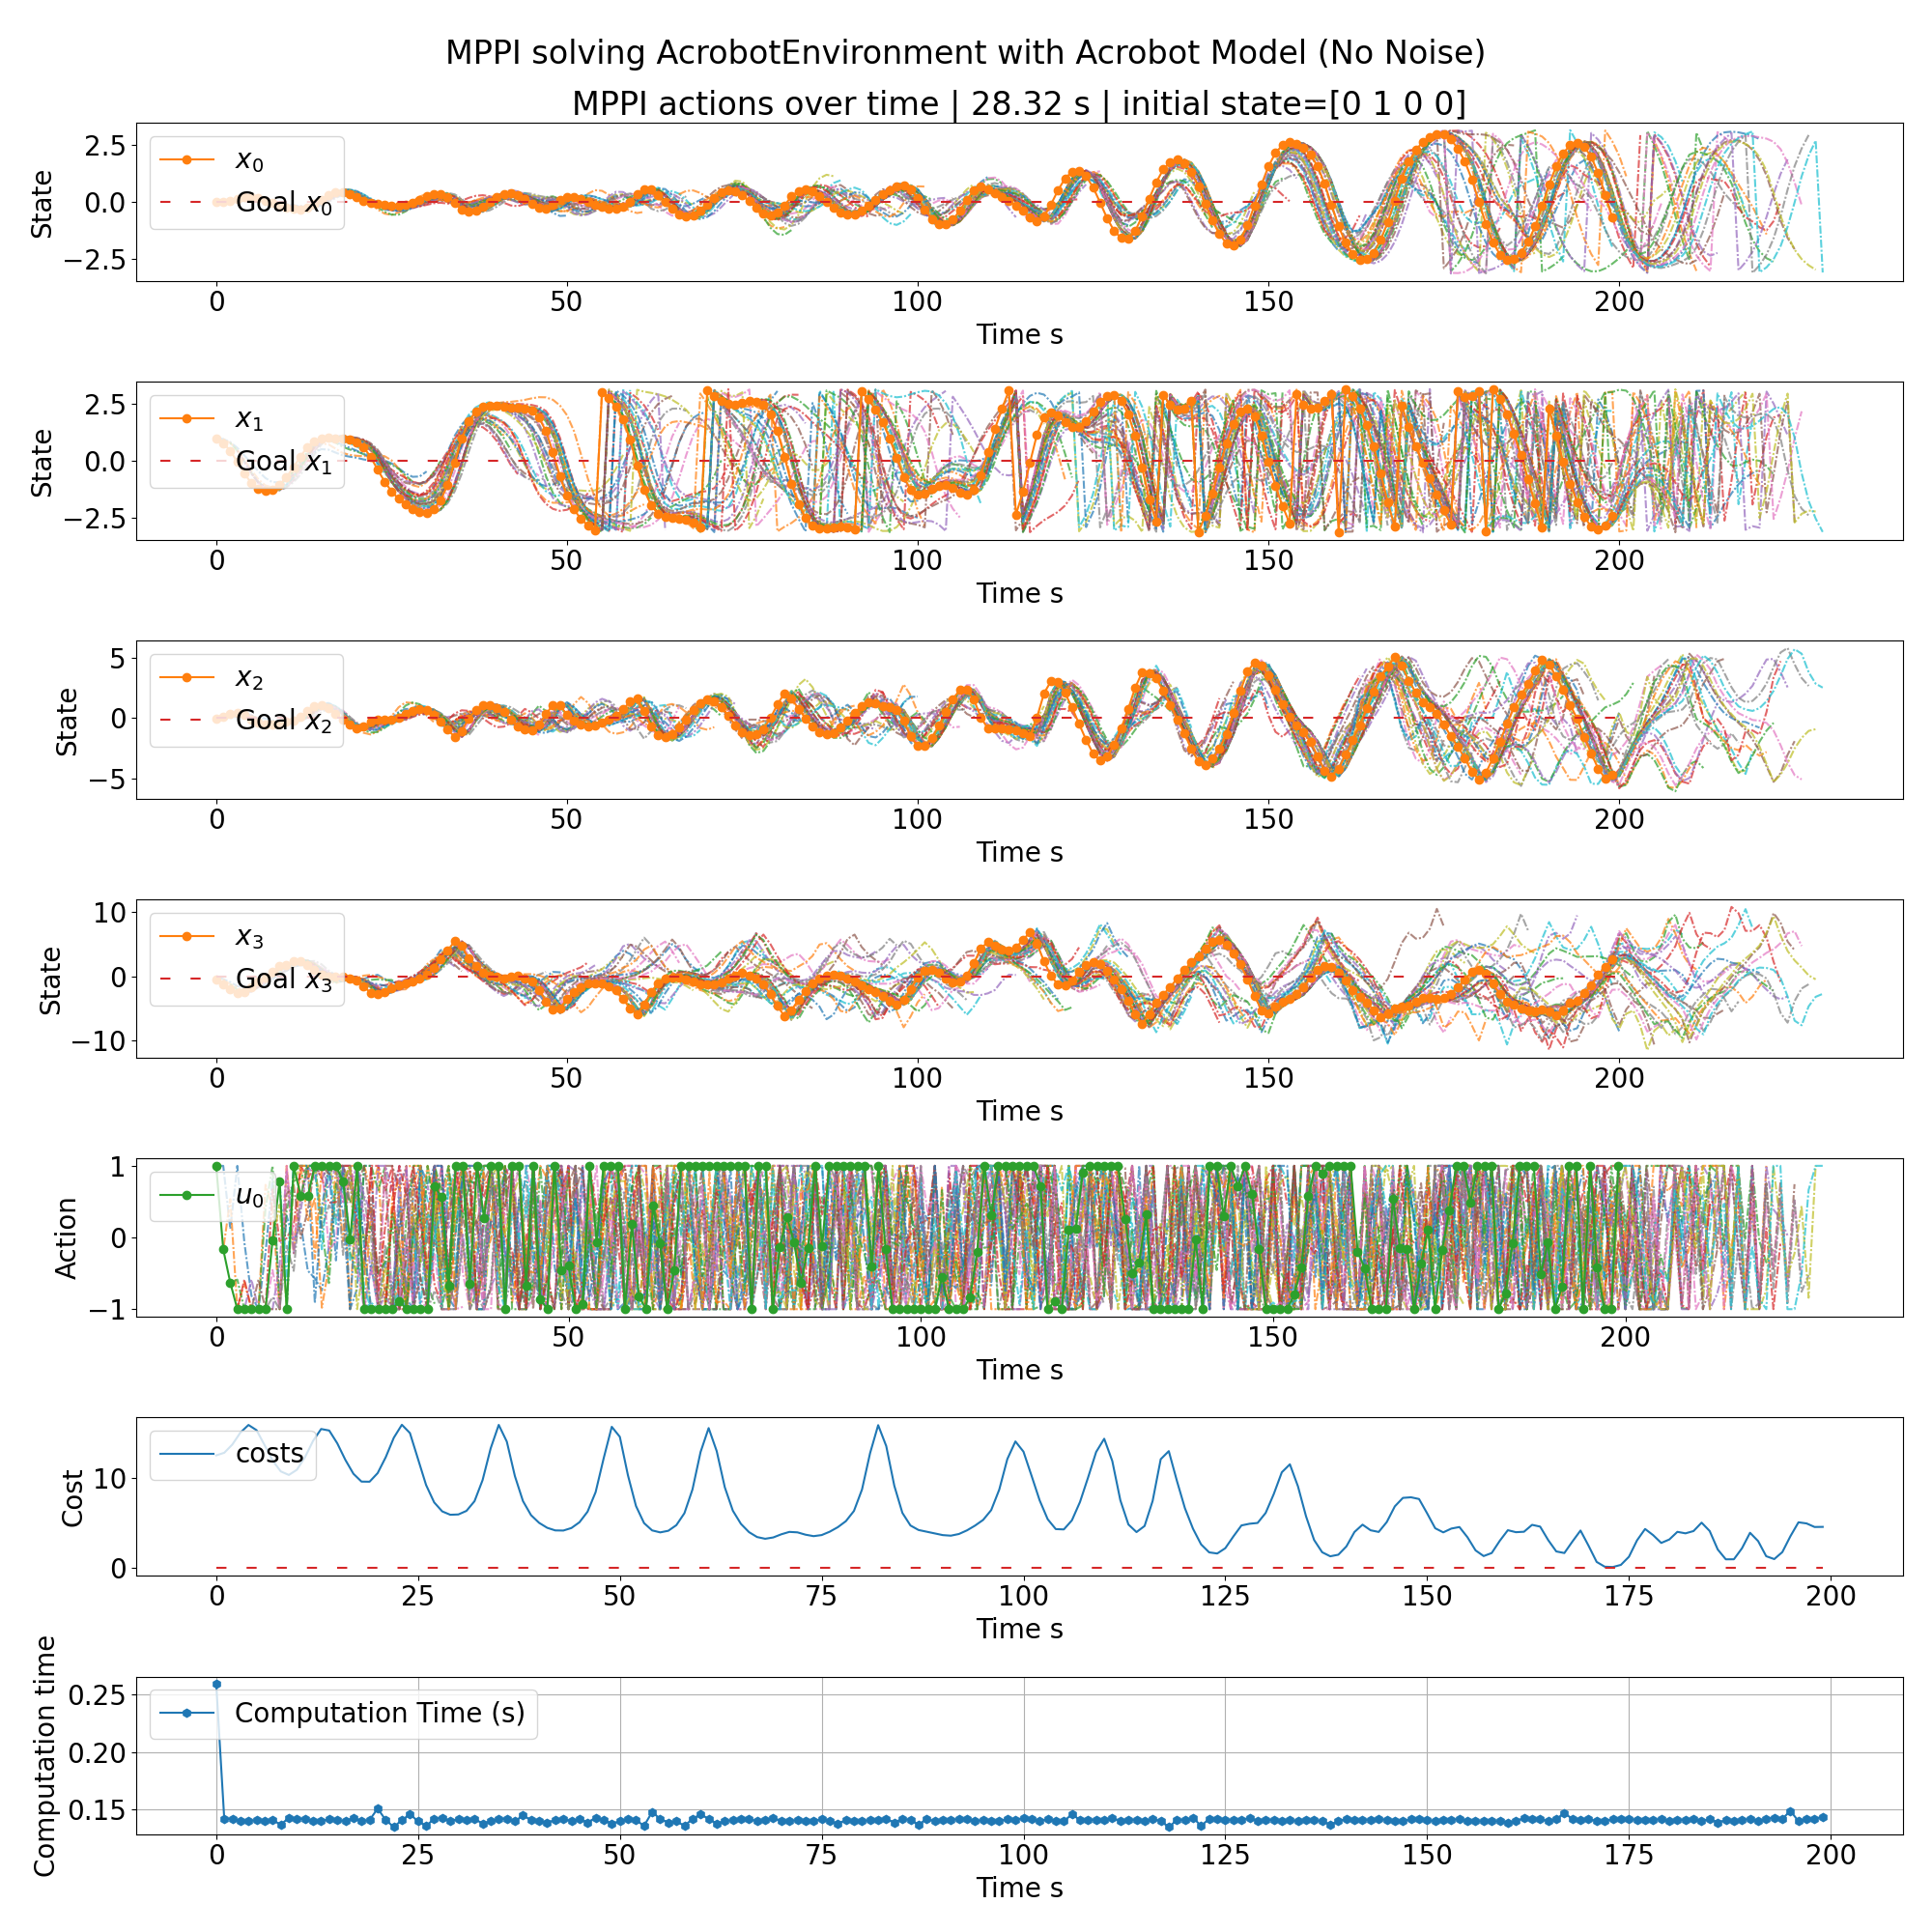 MPPI solving AcrobotEnvironment with Acrobot Model (No Noise)
MPPI actions over time | 28.32 s | initial state=[0 1 0 0]
State
2.5
0.0
−2.5
x₀
Goal x₀
0 50 100 150 200
Time s
State
2.5
0.0
−2.5
x₁
Goal x₁
0 50 100 150 200
Time s
State
5
0
−5
x₂
Goal x₂
0 50 100 150 200
Time s
State
10
0
−10
x₃
Goal x₃
0 50 100 150 200
Time s
Action
1
0
−1
u₀
0 50 100 150 200
Time s
Cost
10
0
costs
0 25 50 75 100 125 150 175 200
Time s
Computation time
0.25
0.20
0.15
Computation Time (s)
0 25 50 75 100 125 150 175 200
Time s